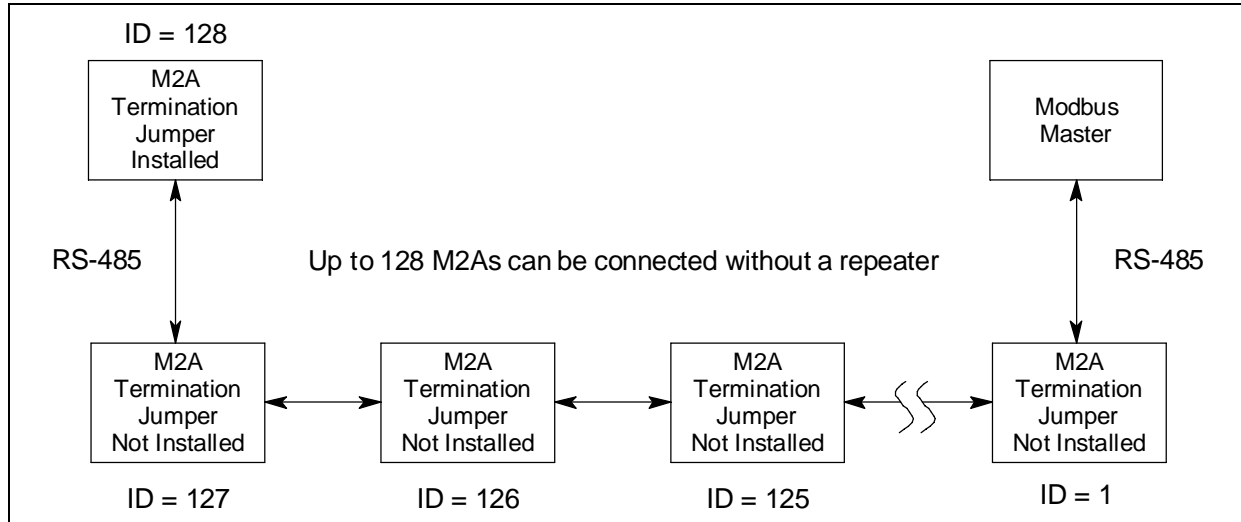 ID = 128
M2A
Termination
Jumper
Installed
Modbus
Master
RS-485
Up to 128 M2As can be connected without a repeater
RS-485
M2A
Termination
Jumper
Not Installed
M2A
Termination
Jumper
Not Installed
M2A
Termination
Jumper
Not Installed
M2A
Termination
Jumper
Not Installed
ID = 127
ID = 126
ID = 125
ID = 1